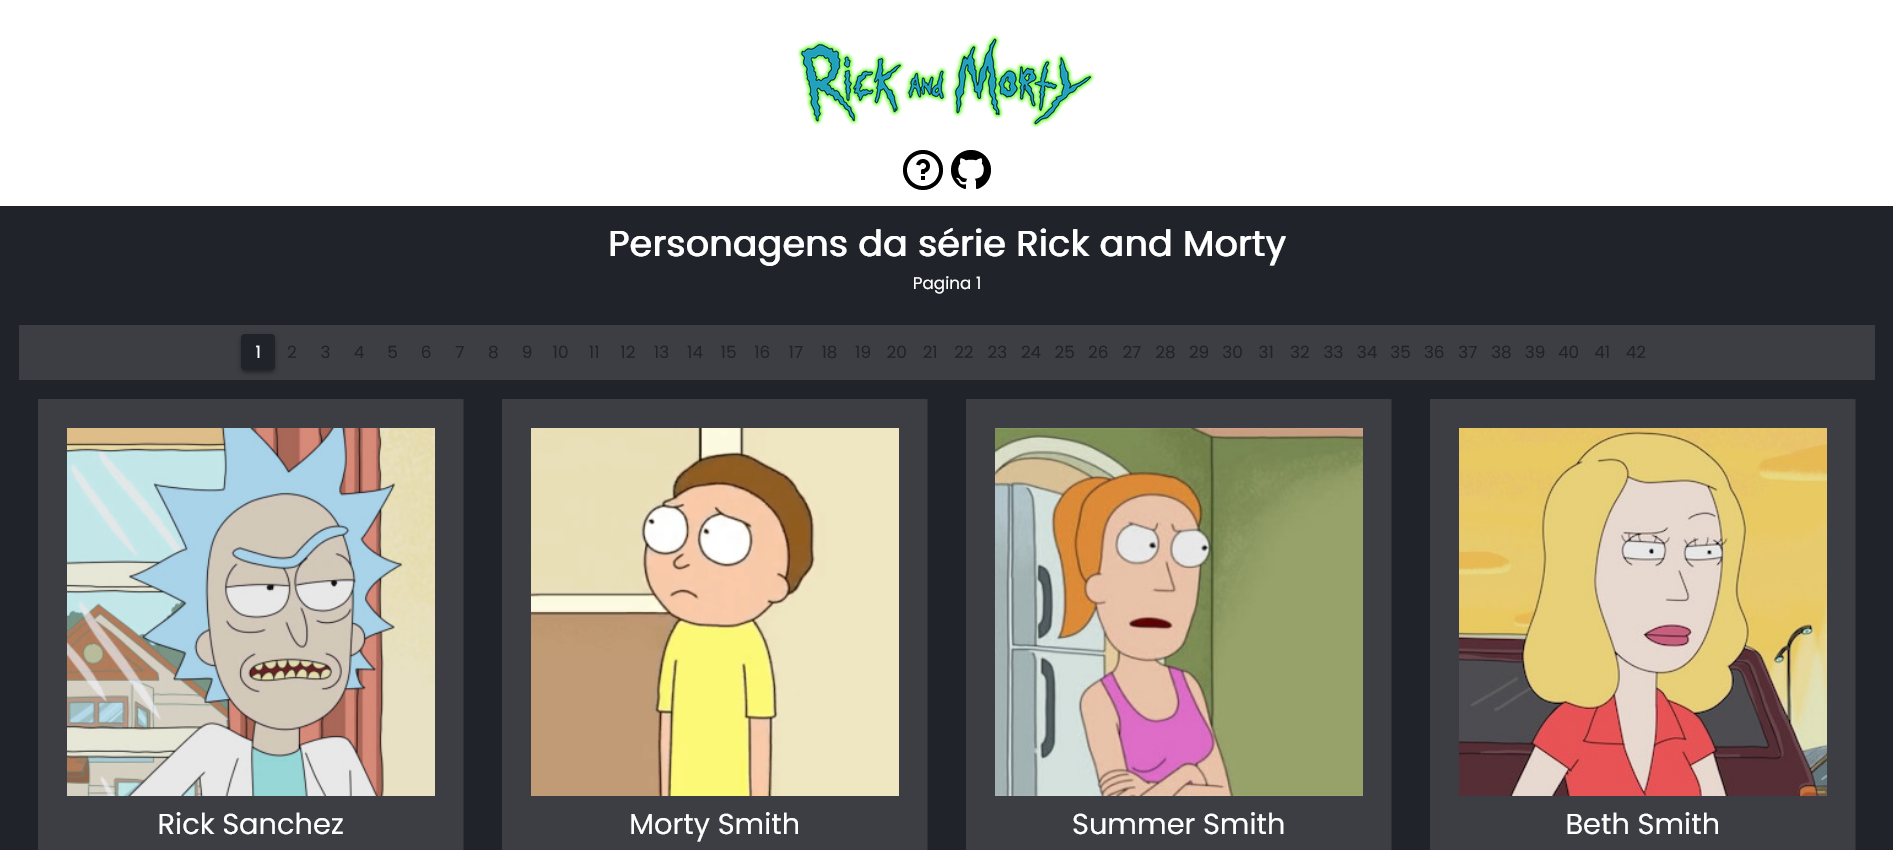 Rick and Morty
?
Personagens da série Rick and Morty
Pagina 1
1 2 3 4 5 6 7 8 9 10 11 12 13 14 15 16 17 18 19 20 21 22 23 24 25 26 27 28 29 30 31 32 33 34 35 36 37 38 39 40 41 42
Rick Sanchez Morty Smith Summer Smith Beth Smith